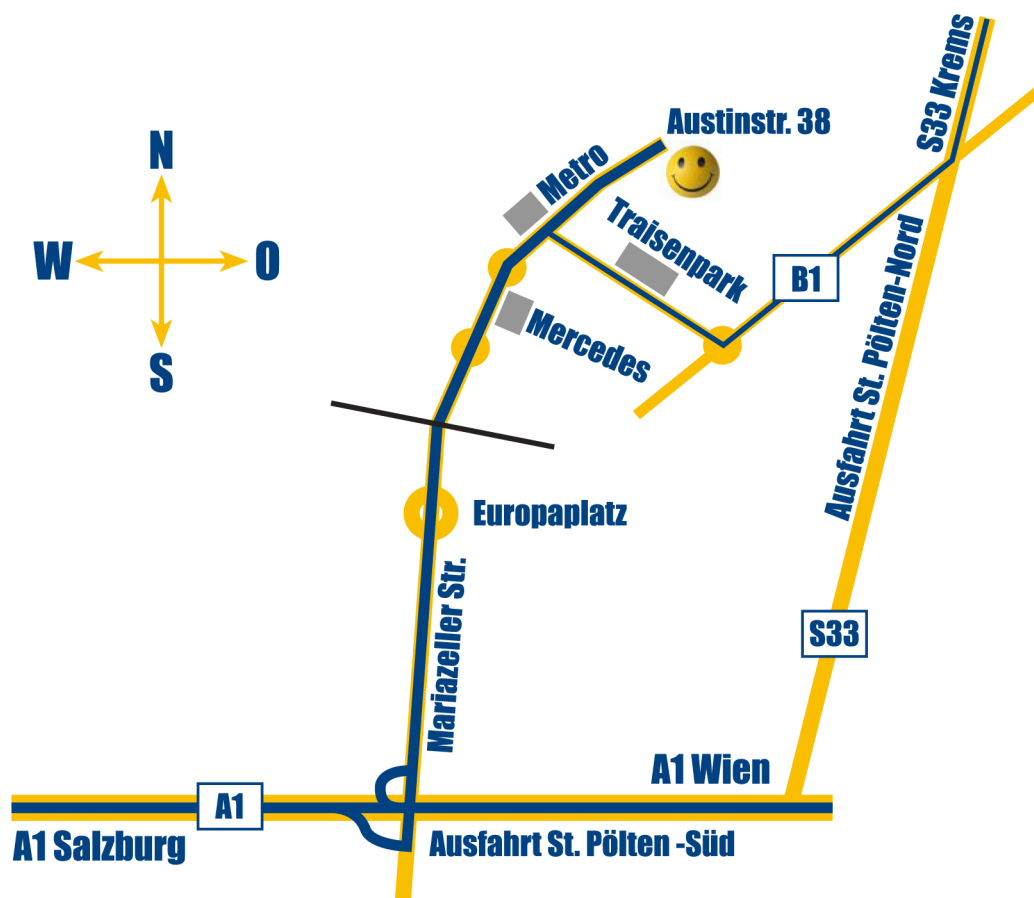 S33 Krems
Austinstr. 38
N
Metro
Traisenpark
W
O
B1
Ausfahrt St. Pölten-Nord
Mercedes
S
Europaplatz
Mariazeller Str.
S33
A1 Wien
A1
A1 Salzburg
Ausfahrt St. Pölten -Süd